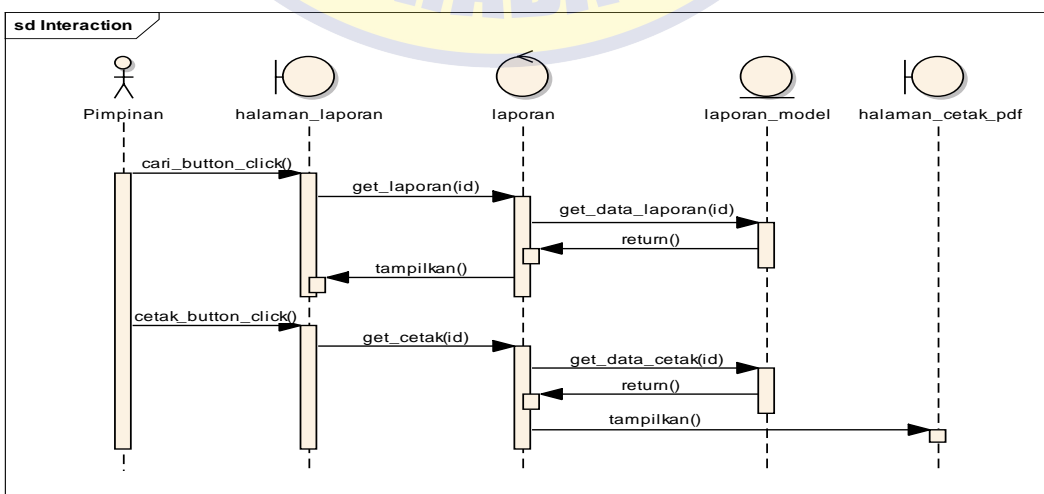 sd Interaction
Pimpinan
halaman_laporan
laporan
laporan_model
halaman_cetak_pdf
cari_button_click()
get_laporan(id)
get_data_laporan(id)
return()
tampilkan()
cetak_button_click()
get_cetak(id)
get_data_cetak(id)
return()
tampilkan()